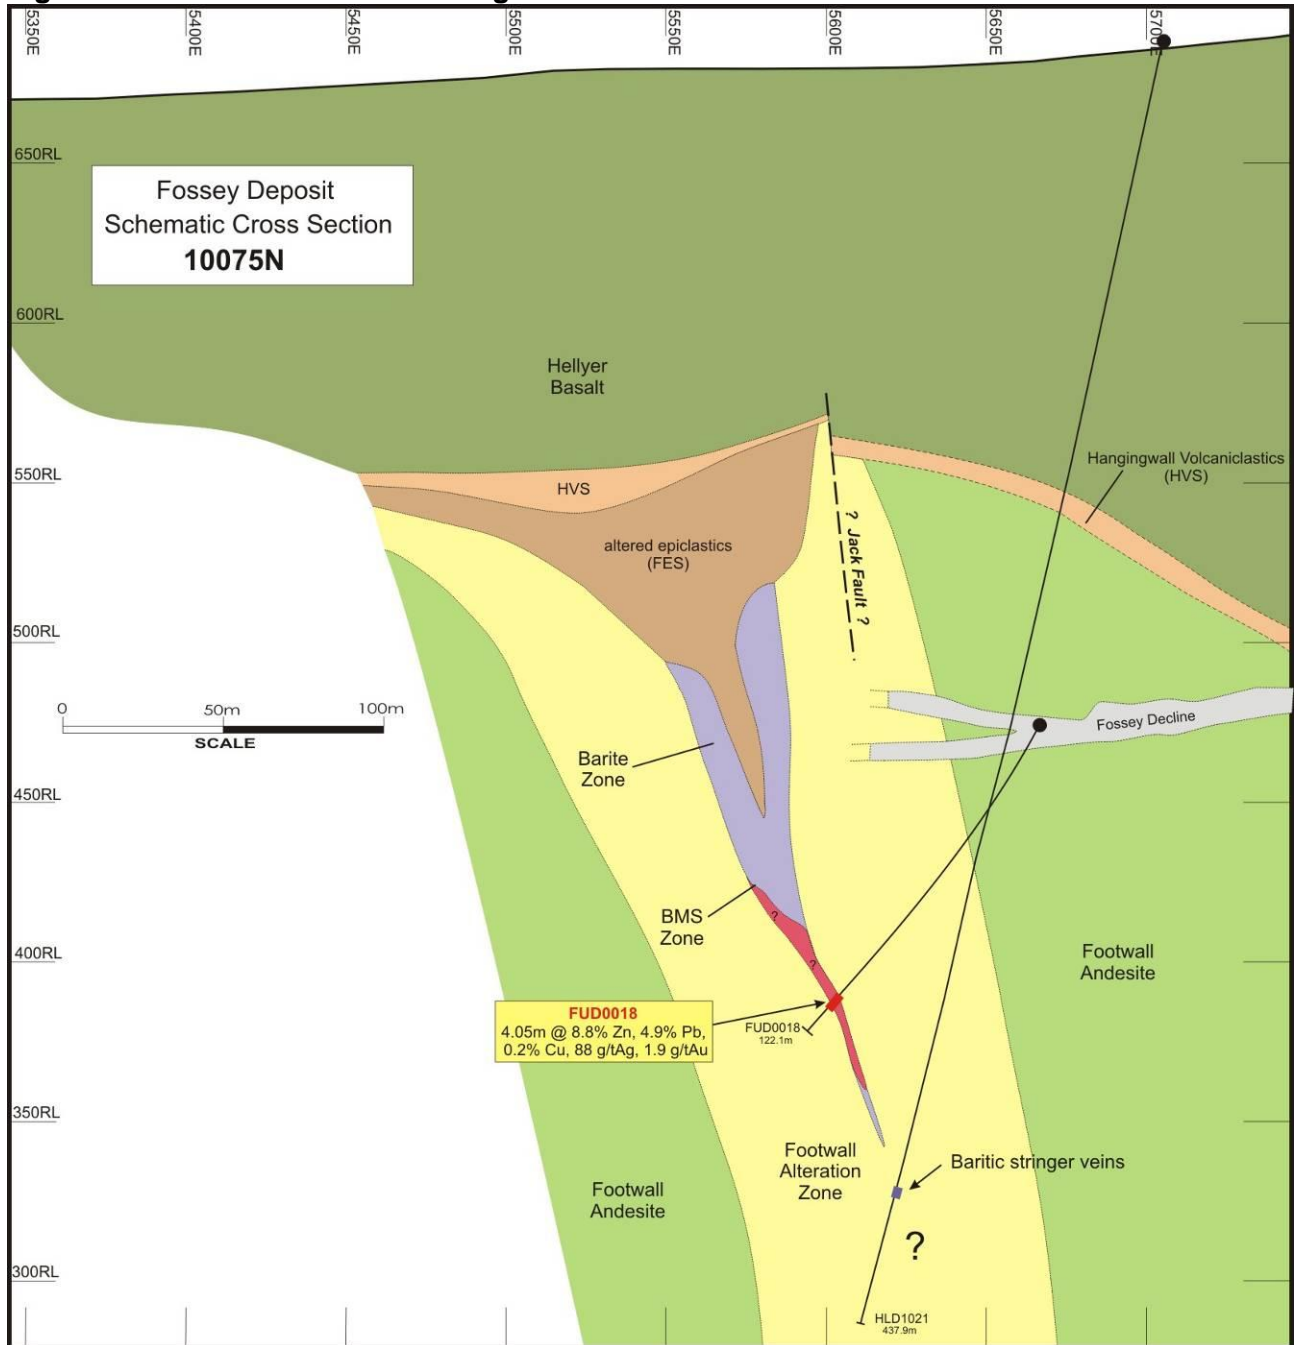 5350E
5400E
5450E
5500E
5550E
5600E
5650E
5700E
650RL
Fossey Deposit
Schematic Cross Section
10075N
600RL
Hellyer
Basalt
550RL
HVS
Hangingwall Volcaniclastics
(HVS)
altered epiclastics
(FES)
? Jack Fault ?
500RL
0 50m 100m
SCALE
Fossey Decline
Barite
Zone
450RL
BMS
Zone
?
?
400RL
Footwall
Andesite
FUD0018
4.05m @ 8.8% Zn, 4.9% Pb,
0.2% Cu, 88 g/tAg, 1.9 g/tAu
FUD0018
122.1m
350RL
Footwall
Alteration
Zone
Baritic stringer veins
Footwall
Andesite
?
300RL
HLD1021
437.9m